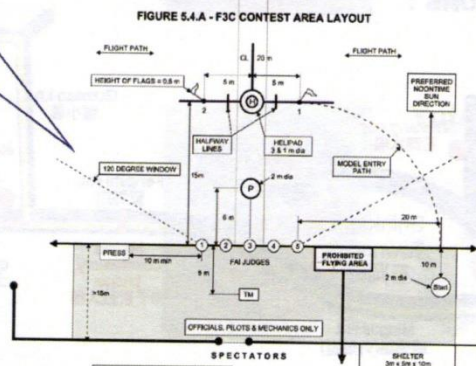 FIGURE 5.4.A - F3C CONTEST AREA LAYOUT
FLIGHT PATH
CL
20 m
FLIGHT PATH
HEIGHT OF FLAGS = 0,6 m
5 m
5 m
PREFERRED
NOONTIME
SUN
DIRECTION
H
2
1
HALFWAY
LINES
HELIPAD
3 & 1 m dia
MODEL ENTRY
PATH
15m
120 DEGREE WINDOW
P
2 m dia
6 m
20 m
1
2
3
4
5
PRESS
10 m min
FAI JUDGES
PROHIBITED
FLYING AREA
10 m
2 m dia
Start
TM
>15m
OFFICIALS, PILOTS & MECHANICS ONLY
SPECTATORS
SHELTER